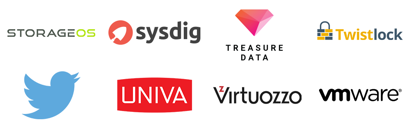 STORAGEOS
sysdig
TREASURE
DATA
Twistlock
UNIVA
Virtuozzo
vmware®